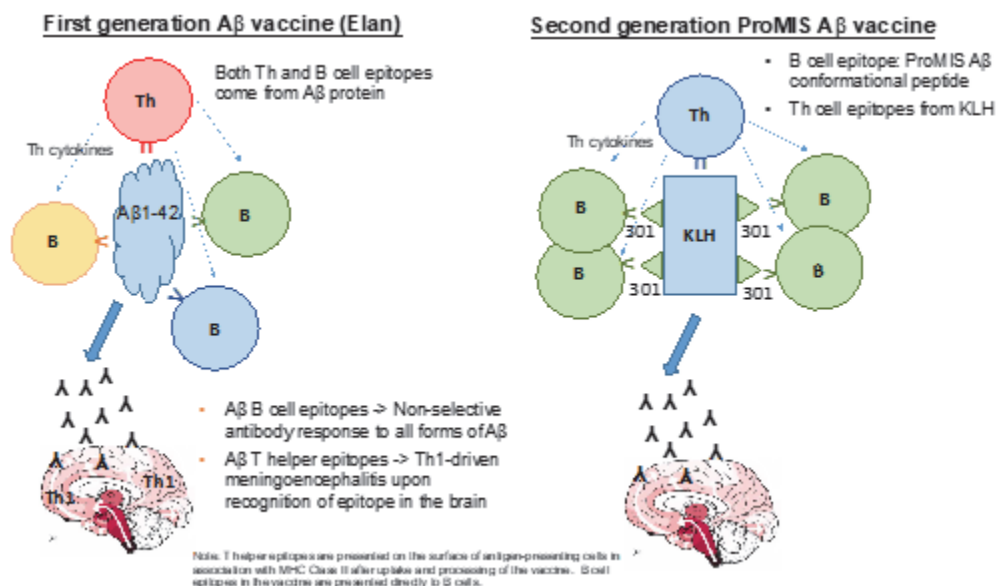 First generation Aβ vaccine (Elan)
Both Th and B cell epitopes
come from Aβ protein
Th
Th cytokines
Aβ1-42
B
B
B
Th1
Th1
• Aβ B cell epitopes -> Non-selective
antibody response to all forms of Aβ
• Aβ T helper epitopes -> Th1-driven
meningoencephalitis upon
recognition of epitope in the brain
Second generation ProMIS Aβ vaccine
• B cell epitope: ProMIS Aβ
conformational peptide
• Th cell epitopes from KLH
Th
Th cytokines
B
B
301
KLH
301
B
B
301
301
Note: T helper epitopes are presented on the surface of antigen-presenting cells in
association with MHC Class II after uptake and processing of the vaccine. B cell
epitopes in the vaccine are presented directly to B cells.